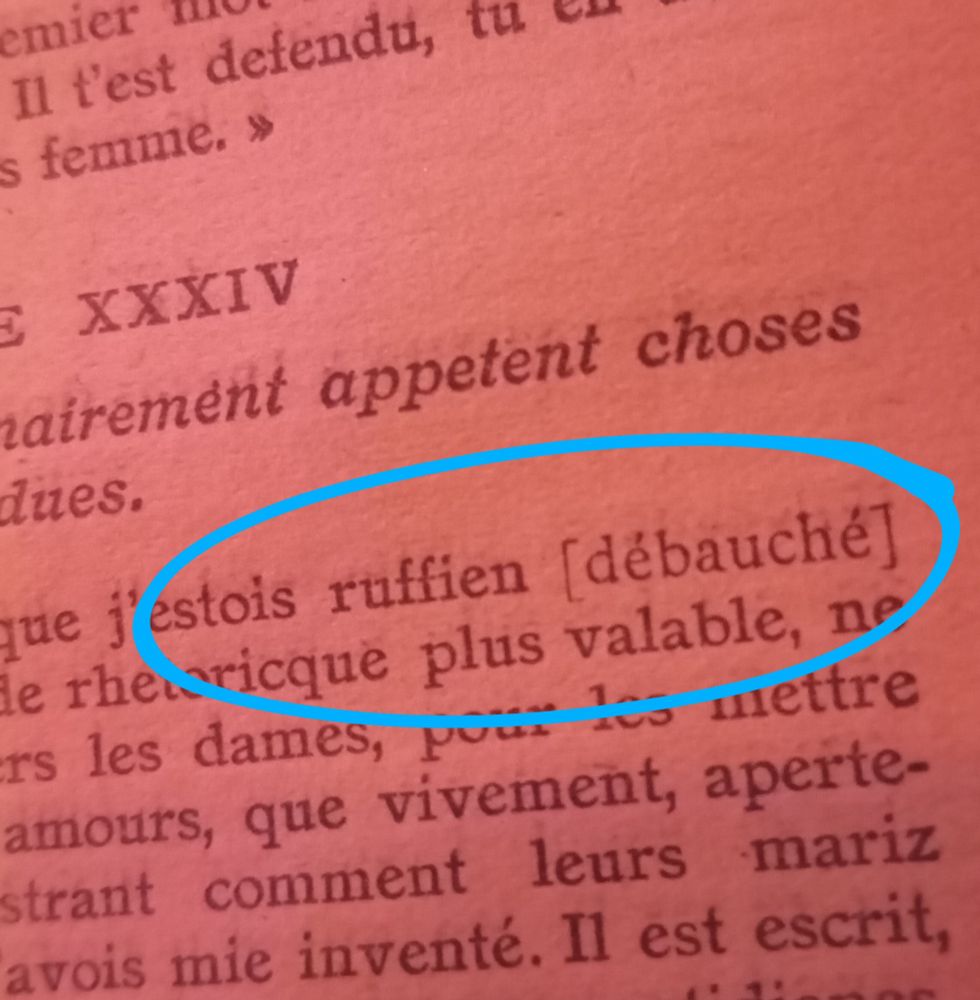 emier mot
Il t'est defendu, tu en
s femme. »
E XXXIV
nairement appetent choses
dues.
que j'estois ruffien [débauché]
de rhetoricque plus valable, ne
ers les dames, pour les mettre
amours, que vivement, aperte-
strant comment leurs mariz
'avois mie inventé. Il est escrit,